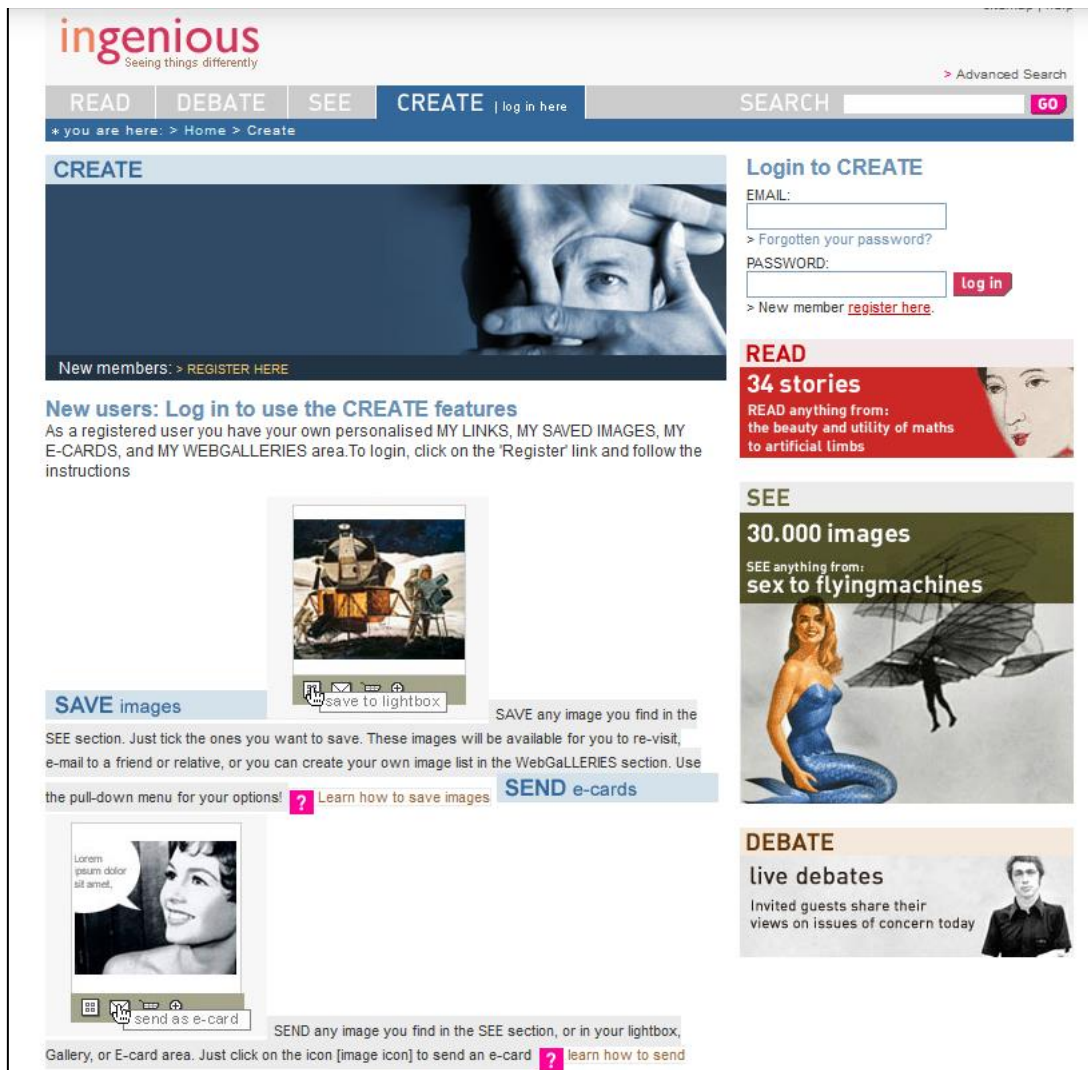 sitemap | help
ingenious
Seeing things differently
> Advanced Search
READ DEBATE SEE CREATE | log in here SEARCH GO
* you are here: > Home > Create
CREATE
New members: > REGISTER HERE
New users: Log in to use the CREATE features
As a registered user you have your own personalised MY LINKS, MY SAVED IMAGES, MY
E-CARDS, and MY WEBGALLERIES area.To login, click on the 'Register' link and follow the
instructions
save to lightbox
SAVE images
SAVE any image you find in the
SEE section. Just tick the ones you want to save. These images will be available for you to re-visit,
e-mail to a friend or relative, or you can create your own image list in the WebGaLLERIES section. Use
the pull-down menu for your options! ? Learn how to save images SEND e-cards
Lorem
ipsum dolor
sit amet,
send as e-card
SEND any image you find in the SEE section, or in your lightbox,
Gallery, or E-card area. Just click on the icon [image icon] to send an e-card ? learn how to send
Login to CREATE
EMAIL:
> Forgotten your password?
PASSWORD:
log in
> New member register here.
READ
34 stories
READ anything from:
the beauty and utility of maths
to artificial limbs
SEE
30.000 images
SEE anything from:
sex to flyingmachines
DEBATE
live debates
Invited guests share their
views on issues of concern today